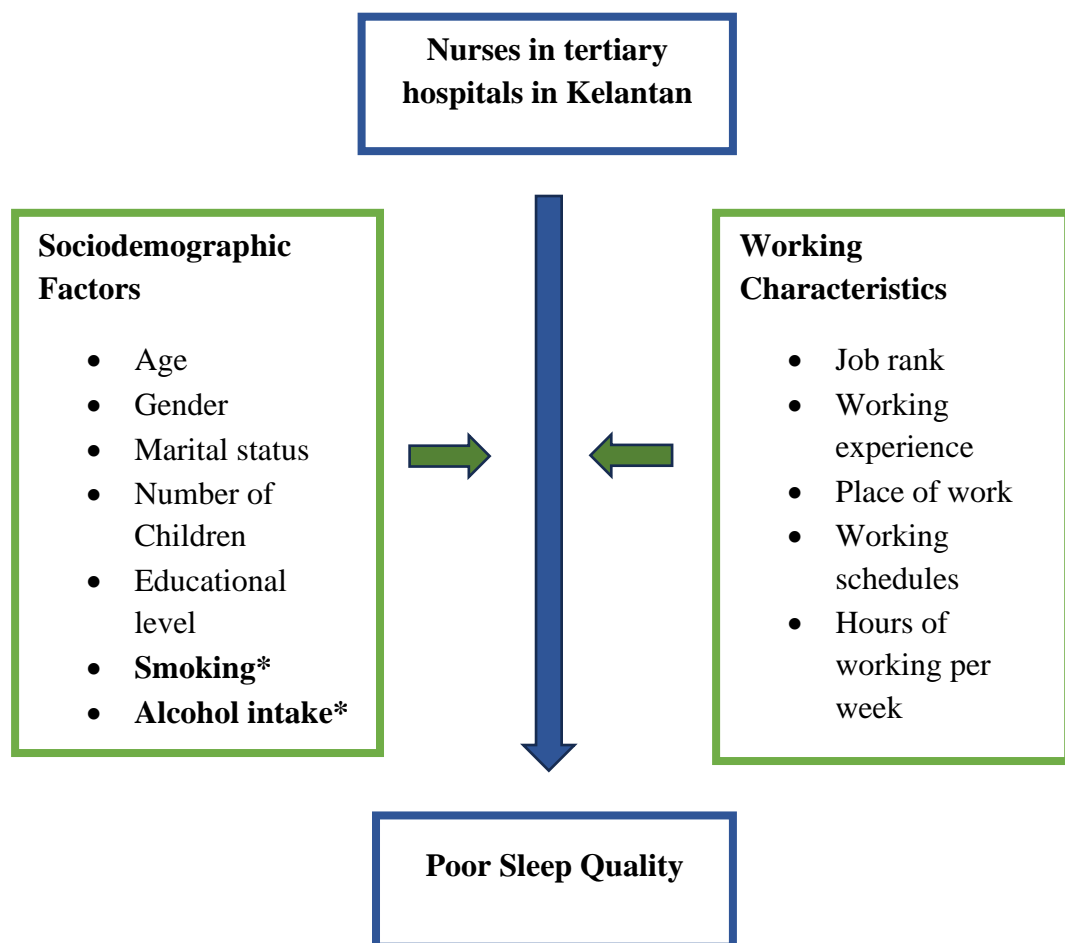 Nurses in tertiary
hospitals in Kelantan
Sociodemographic
Factors
• Age
• Gender
• Marital status
• Number of
Children
• Educational
level
• Smoking*
• Alcohol intake*
Working
Characteristics
• Job rank
• Working
experience
• Place of work
• Working
schedules
• Hours of
working per
week
Poor Sleep Quality